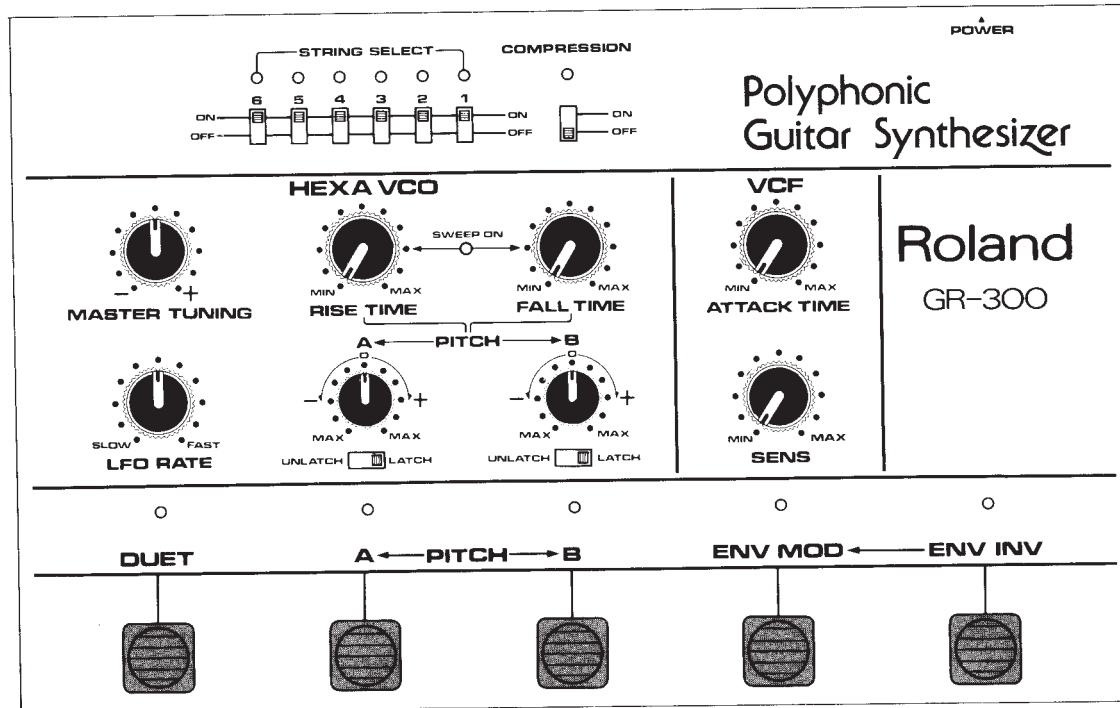 POWER
STRING SELECT
COMPRESSION
6 5 4 3 2 1
ON ON ON
OFF OFF OFF
Polyphonic
Guitar Synthesizer
HEXA VCO
SWEEP ON
− +
MASTER TUNING
MIN MAX
RISE TIME
MIN MAX
FALL TIME
A PITCH B
SLOW FAST
LFO RATE
− +
MAX MAX
UNLATCH LATCH
− +
MAX MAX
UNLATCH LATCH
VCF
MIN MAX
ATTACK TIME
MIN MAX
SENS
Roland
GR-300
DUET
A PITCH B
ENV MOD ENV INV